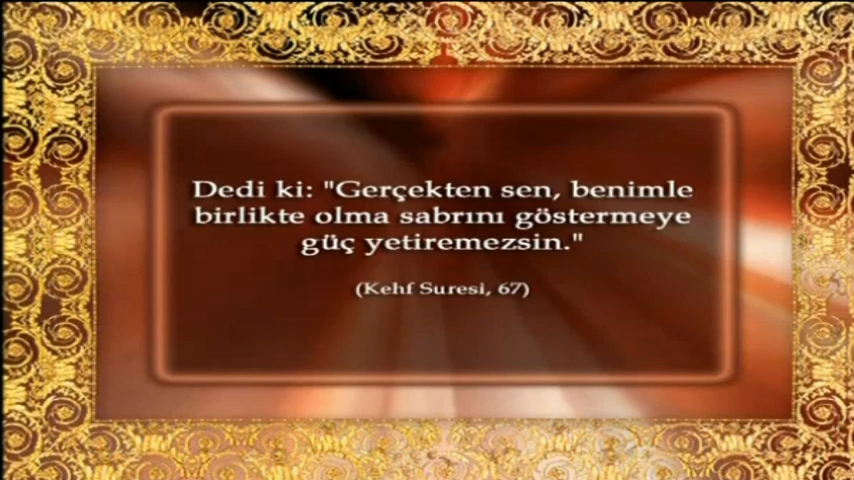 Dedi ki: "Gerçekten sen, benimle
birlikte olma sabrını göstermeye
güç yetiremezsin."
(Kehf Suresi, 67)